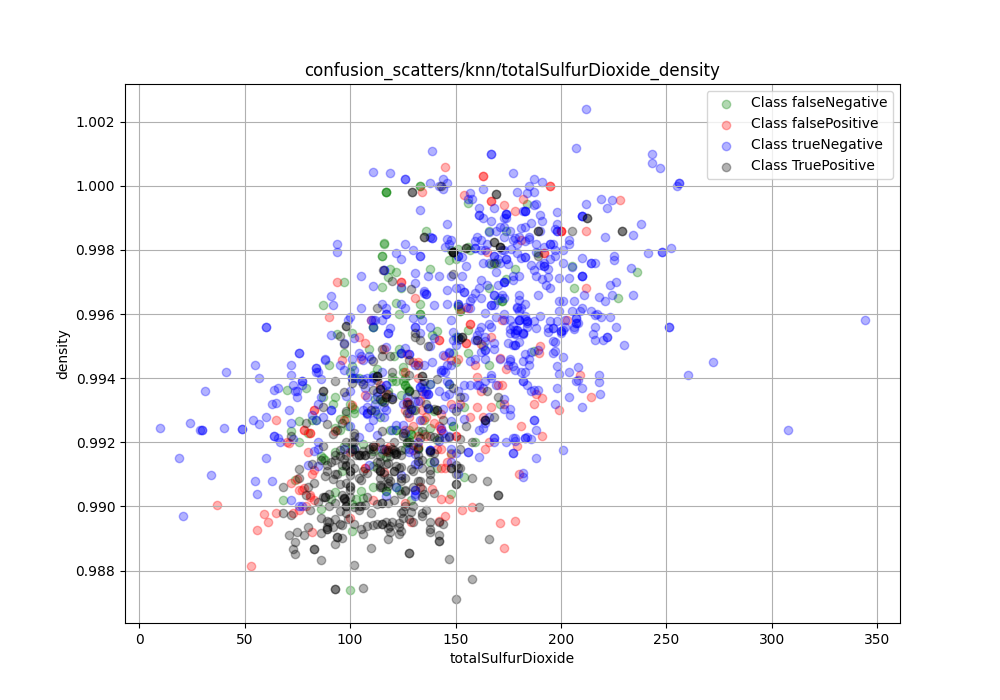 confusion_scatters/knn/totalSulfurDioxide_density
Class falseNegative
Class falsePositive
Class trueNegative
Class TruePositive
1.002
1.000
0.998
0.996
0.994
0.992
0.990
0.988
density
0 50 100 150 200 250 300 350
totalSulfurDioxide